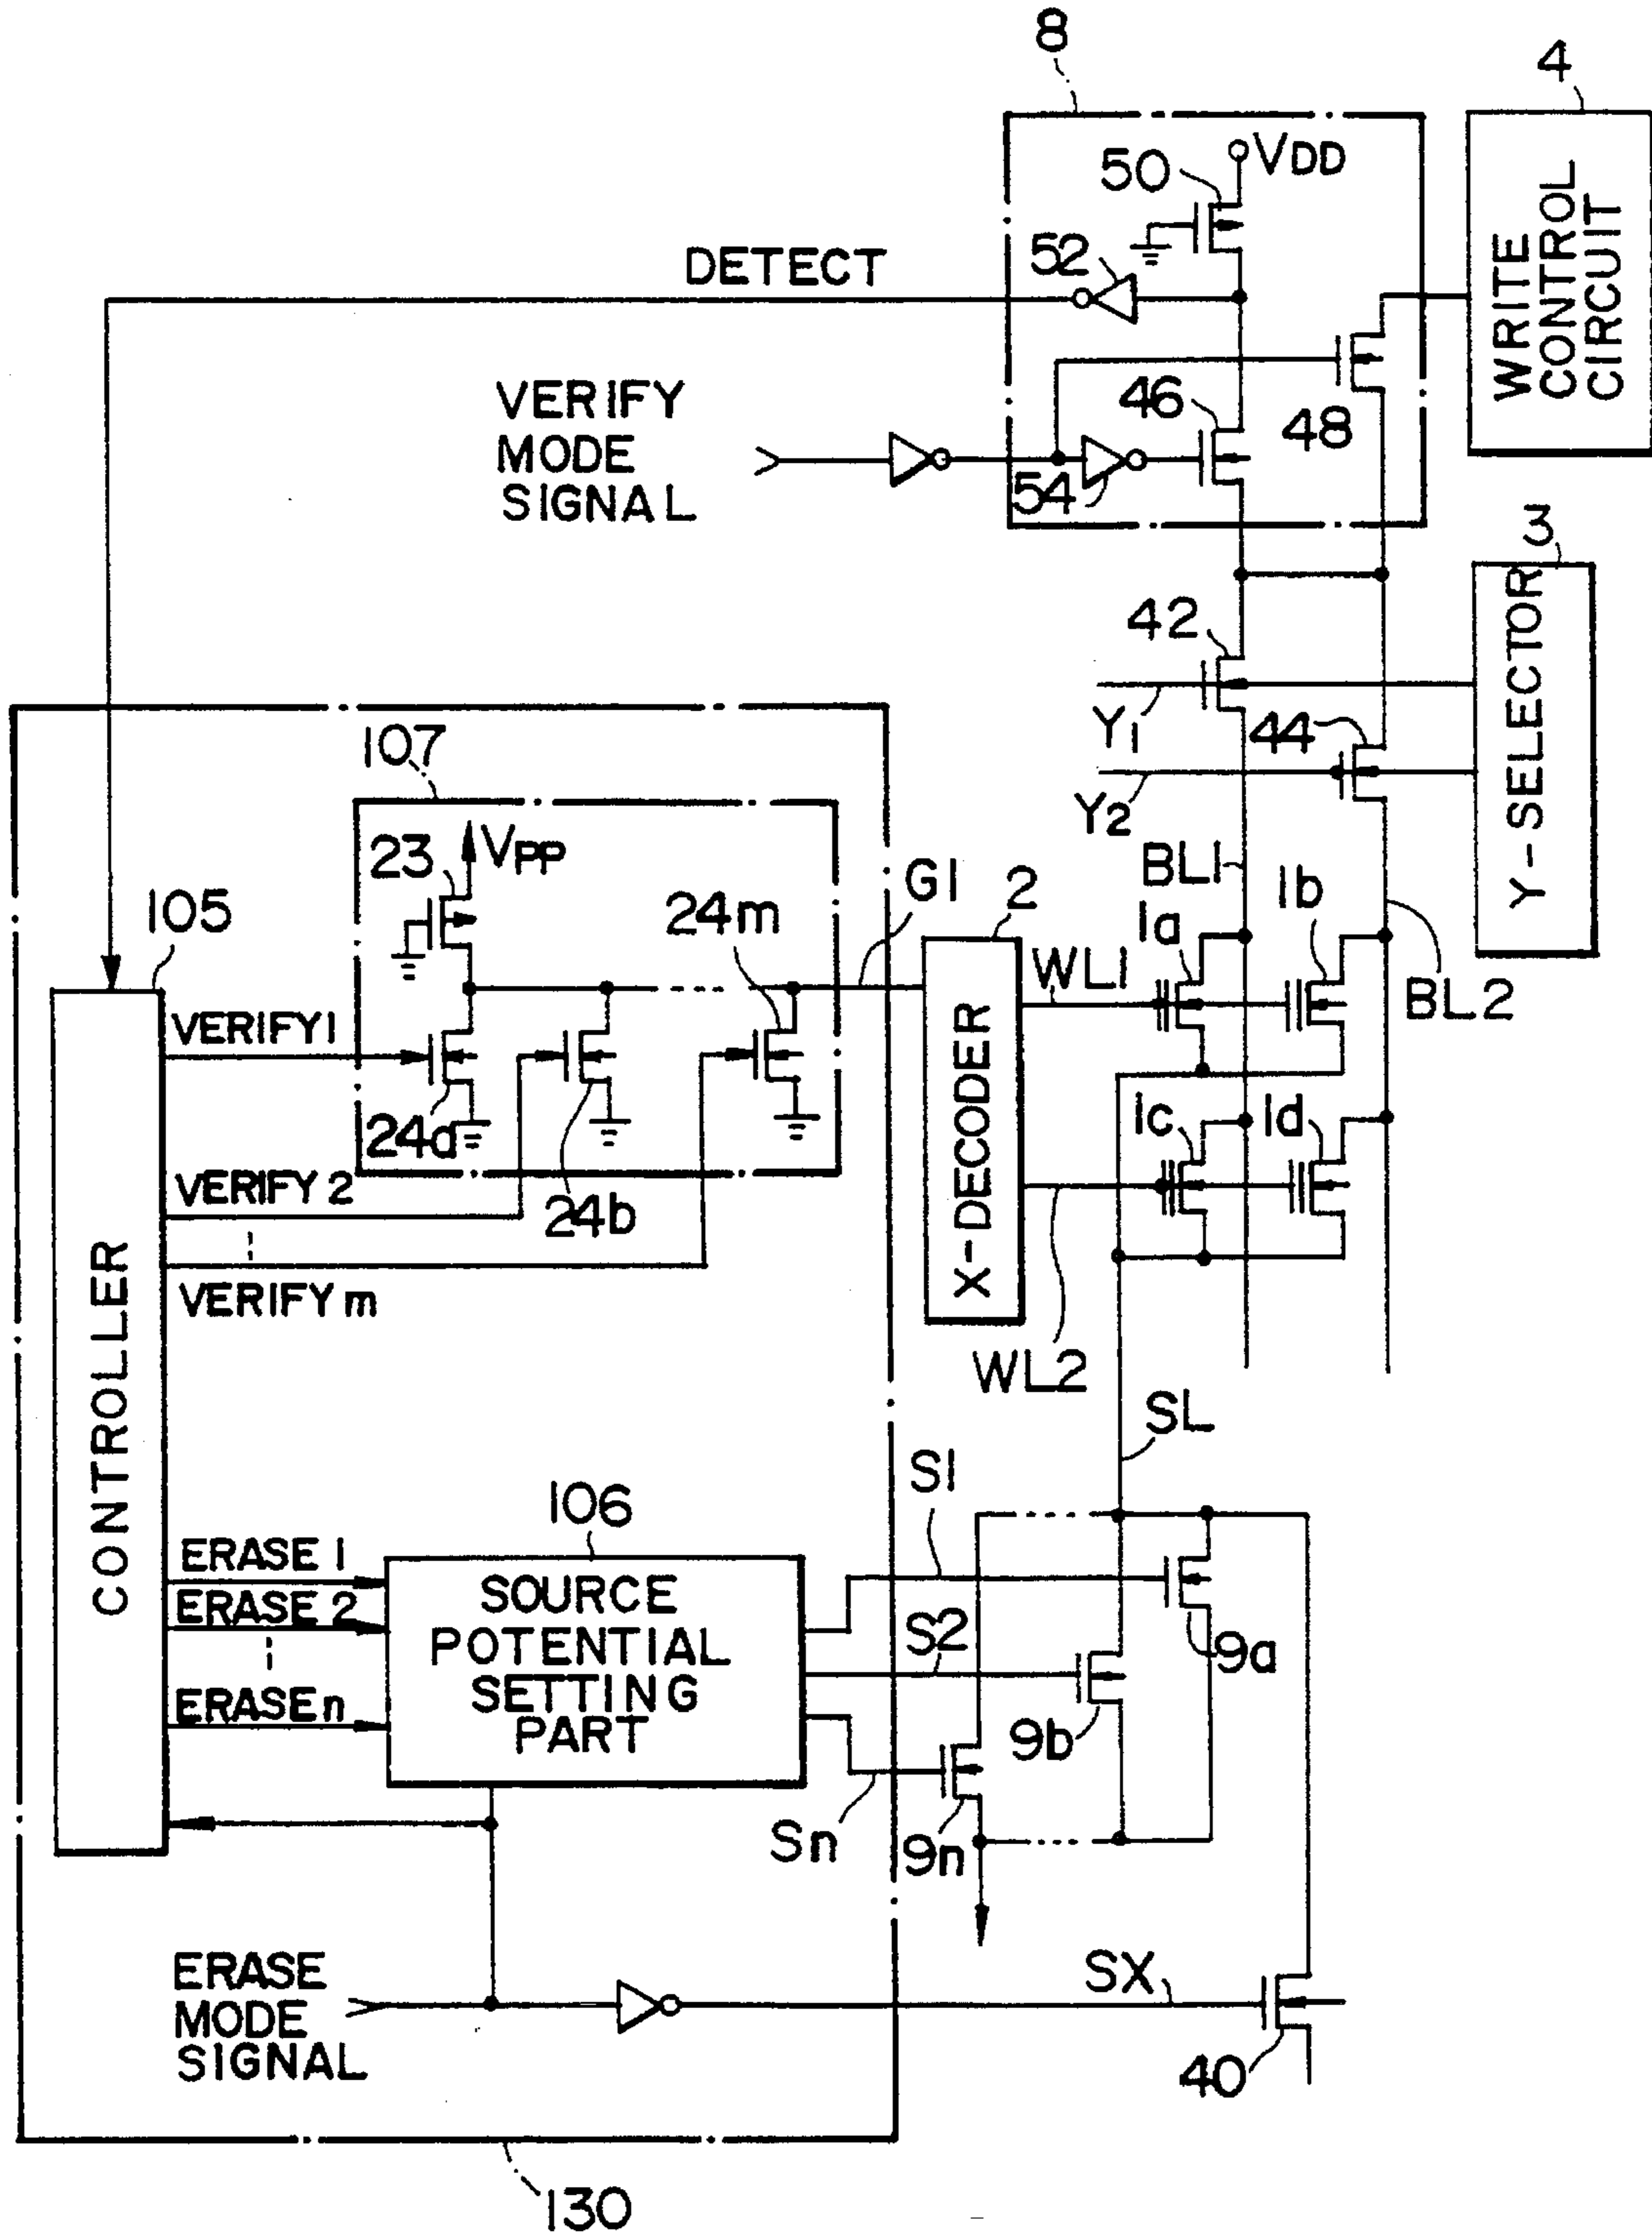 8
4
50
VDD
WRITE
CONTROL
CIRCUIT
52
DETECT
VERIFY
MODE
SIGNAL
46
48
54
3
42
Y-SELECTOR
Y1
44
Y2
107
23
VPP
24m
G1
2
BL1
1a
1b
105
WL1
BL2
VERIFY 1
24a
X-DECODER
1c
1d
VERIFY 2
24b
VERIFY m
CONTROLLER
WL2
SL
S1
106
ERASE 1
ERASE 2
ERASE n
SOURCE
POTENTIAL
SETTING
PART
S2
9a
9b
Sn
9n
ERASE
MODE
SIGNAL
SX
40
130